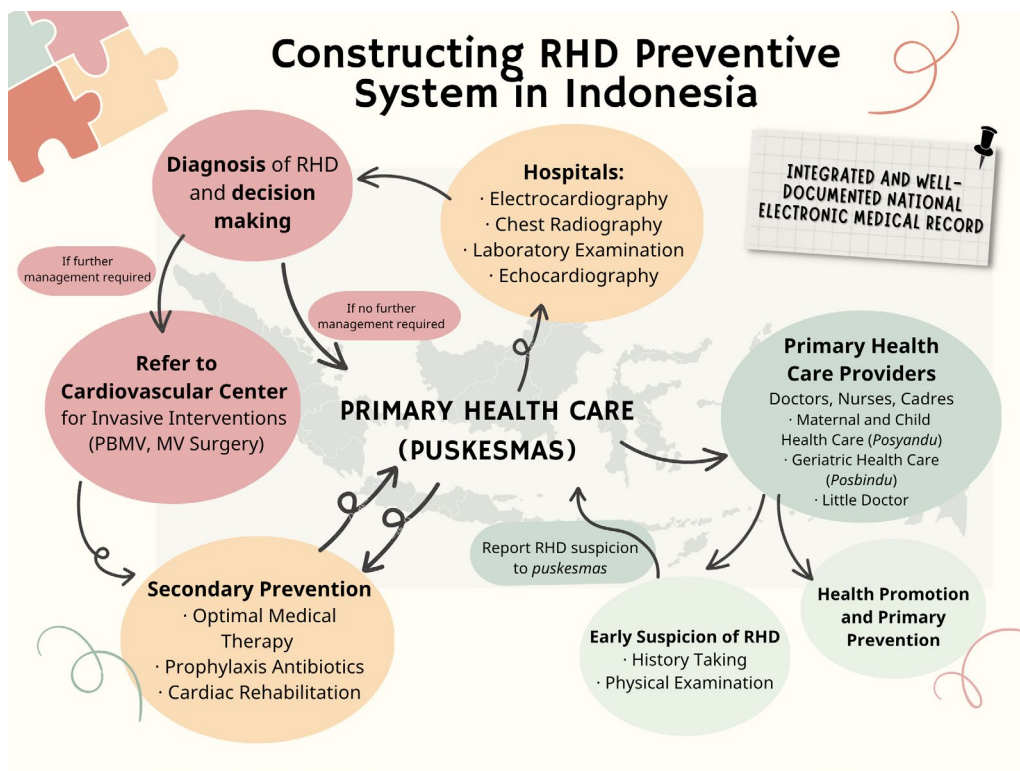 Constructing RHD Preventive
System in Indonesia
Diagnosis of RHD
and decision
making
Hospitals:
· Electrocardiography
· Chest Radiography
· Laboratory Examination
· Echocardiography
INTEGRATED AND WELL-
DOCUMENTED NATIONAL
ELECTRONIC MEDICAL RECORD
If further
management required
If no further
management required
Refer to
Cardiovascular Center
for Invasive Interventions
(PBMV, MV Surgery)
PRIMARY HEALTH CARE
(PUSKESMAS)
Primary Health
Care Providers
Doctors, Nurses, Cadres
· Maternal and Child
Health Care (Posyandu)
· Geriatric Health Care
(Posbindu)
· Little Doctor
Report RHD suspicion
to puskesmas
Secondary Prevention
· Optimal Medical
Therapy
· Prophylaxis Antibiotics
· Cardiac Rehabilitation
Early Suspicion of RHD
· History Taking
· Physical Examination
Health Promotion
and Primary
Prevention